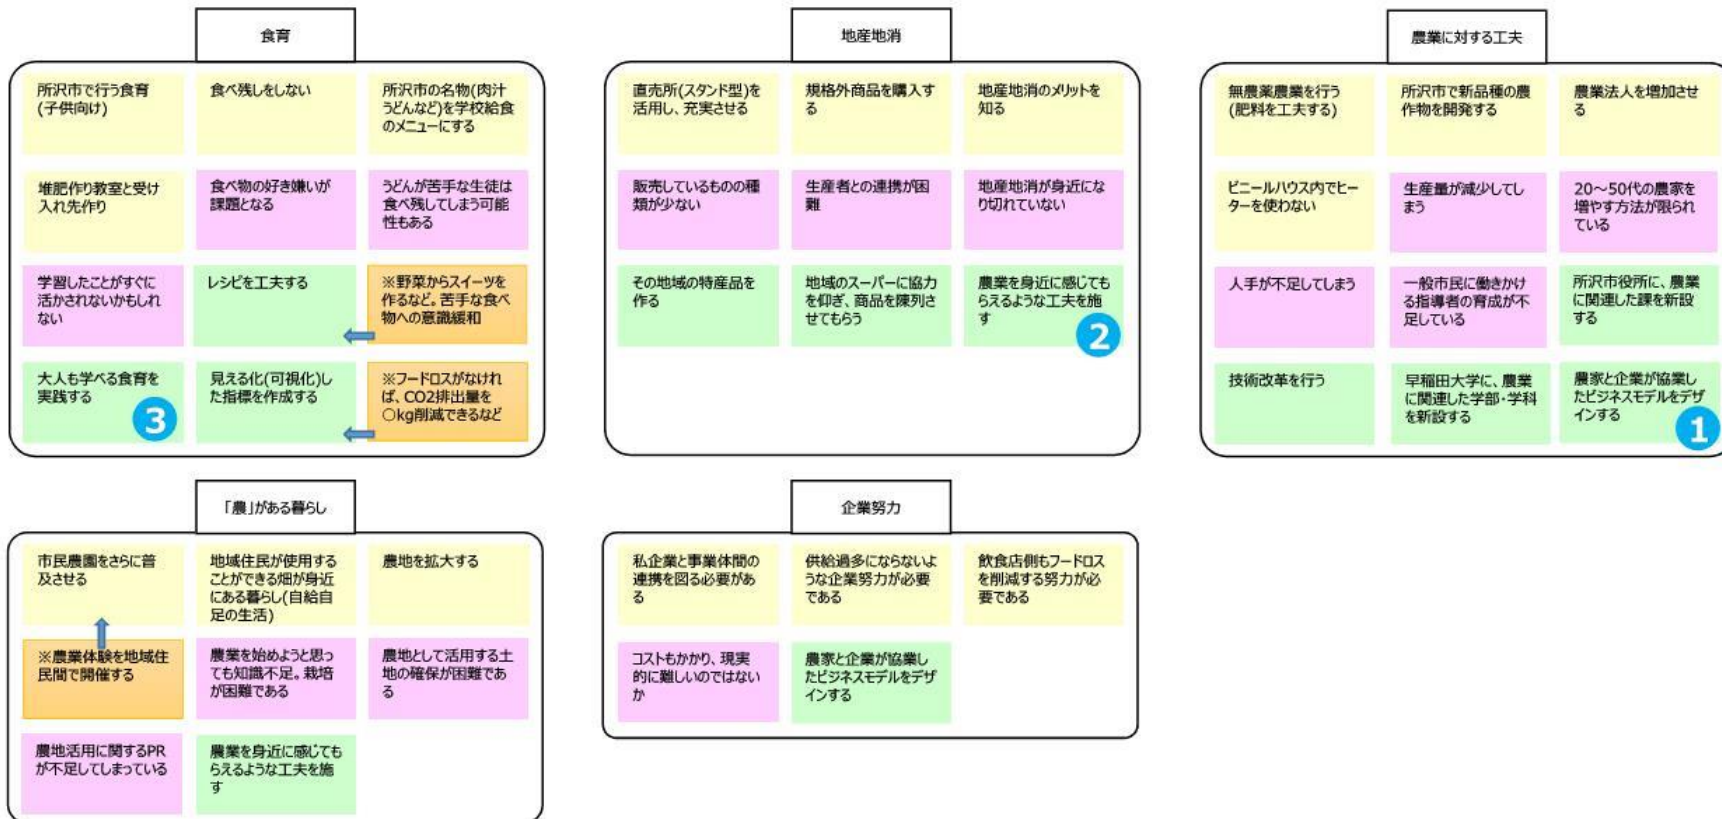 食育
所沢市で行う食育
(子供向け)
食べ残しをしない
所沢市の名物(肉汁
うどんなど)を学校給食
のメニューにする
堆肥作り教室と受け
入れ先作り
食べ物の好き嫌いが
課題となる
うどんが苦手な生徒は
食べ残してしまう可能
性もある
学習したことがすぐに
活かされないかもしれ
ない
レシピを工夫する
※野菜からスイーツを
作るなど。苦手な食べ
物への意識緩和
大人も学べる食育を
実践する
3
見える化(可視化)し
た指標を作成する
※フードロスがなけれ
ば、CO2排出量を
○kg削減できるなど
地産地消
直売所(スタンド型)を
活用し、充実させる
規格外商品を購入す
る
地産地消のメリットを
知る
販売しているものの種
類が少ない
生産者との連携が困
難
地産地消が身近にな
り切れていない
その地域の特産品を
作る
地域のスーパーに協力
を仰ぎ、商品を陳列さ
せてもらう
農業を身近に感じても
らえるような工夫を施
す
2
農業に対する工夫
無農薬農業を行う
(肥料を工夫する)
所沢市で新品種の農
作物を開発する
農業法人を増加させ
る
ビニールハウス内でヒー
ターを使わない
生産量が減少してし
まう
20～50代の農家を
増やす方法が限られ
ている
人手が不足してしまう
一般市民に働きかけ
る指導者の育成が不
足している
所沢市役所に、農業
に関連した課を新設
する
技術改革を行う
早稲田大学に、農業
に関連した学部・学科
を新設する
農家と企業が協業し
たビジネスモデルをデザ
インする
1
「農」がある暮らし
市民農園をさらに普
及させる
地域住民が使用する
ことができる畑が身近
にある暮らし(自給自
足の生活)
農地を拡大する
※農業体験を地域住
民間で開催する
農業を始めようと思っ
ても知識不足。栽培
が困難である
農地として活用する土
地の確保が困難であ
る
農地活用に関するPR
が不足してしまっている
農業を身近に感じても
らえるような工夫を施
す
企業努力
私企業と事業体間の
連携を図る必要があ
る
供給過多にならないよ
うな企業努力が必要
である
飲食店側もフードロス
を削減する努力が必
要である
コストもかかり、現実
的に難しいのではない
か
農家と企業が協業し
たビジネスモデルをデザ
インする